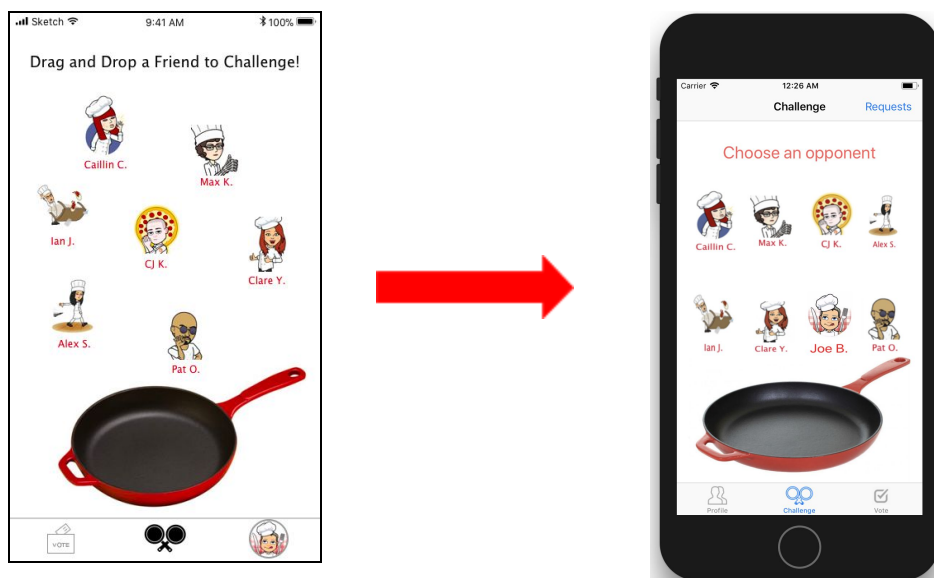 Sketch 9:41 AM 100%
Drag and Drop a Friend to Challenge!
Caillin C.
Max K.
Ian J.
CJ K.
Clare Y.
Alex S.
Pat O.
VOTE
Carrier 12:26 AM
Challenge Requests
Choose an opponent
Caillin C. Max K. CJ K. Alex S.
Ian J. Clare Y. Joe B. Pat O.
Profile Challenge Vote